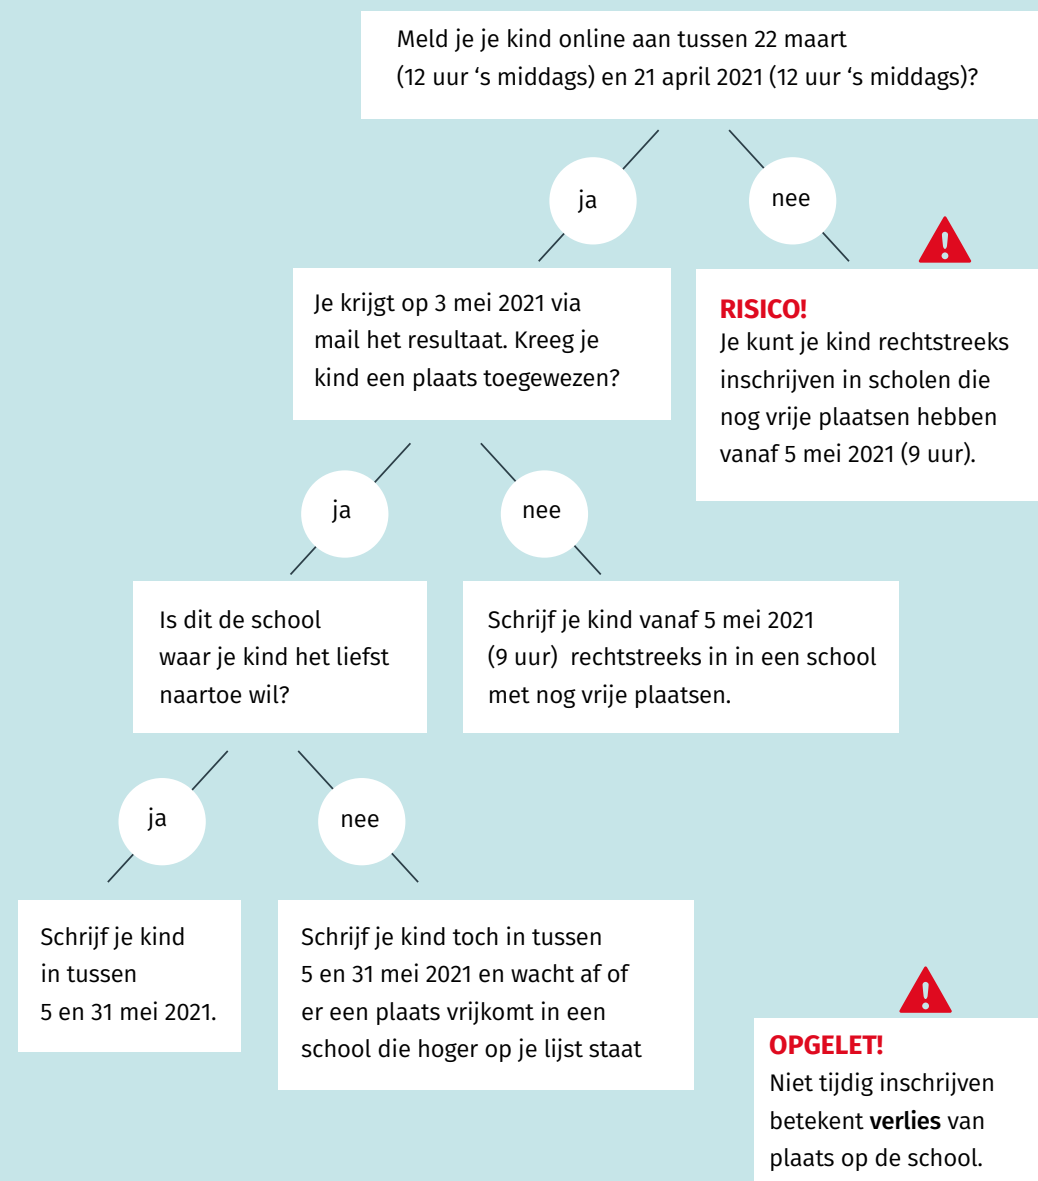 Meld je je kind online aan tussen 22 maart
(12 uur ‘s middags) en 21 april 2021 (12 uur ‘s middags)?
ja
nee
Je krijgt op 3 mei 2021 via
mail het resultaat. Kreeg je
kind een plaats toegewezen?
RISICO!
Je kunt je kind rechtstreeks
inschrijven in scholen die
nog vrije plaatsen hebben
vanaf 5 mei 2021 (9 uur).
ja
nee
Is dit de school
waar je kind het liefst
naartoe wil?
Schrijf je kind vanaf 5 mei 2021
(9 uur) rechtstreeks in in een school
met nog vrije plaatsen.
ja
nee
Schrijf je kind
in tussen
5 en 31 mei 2021.
Schrijf je kind toch in tussen
5 en 31 mei 2021 en wacht af of
er een plaats vrijkomt in een
school die hoger op je lijst staat
OPGELET!
Niet tijdig inschrijven
betekent verlies van
plaats op de school.